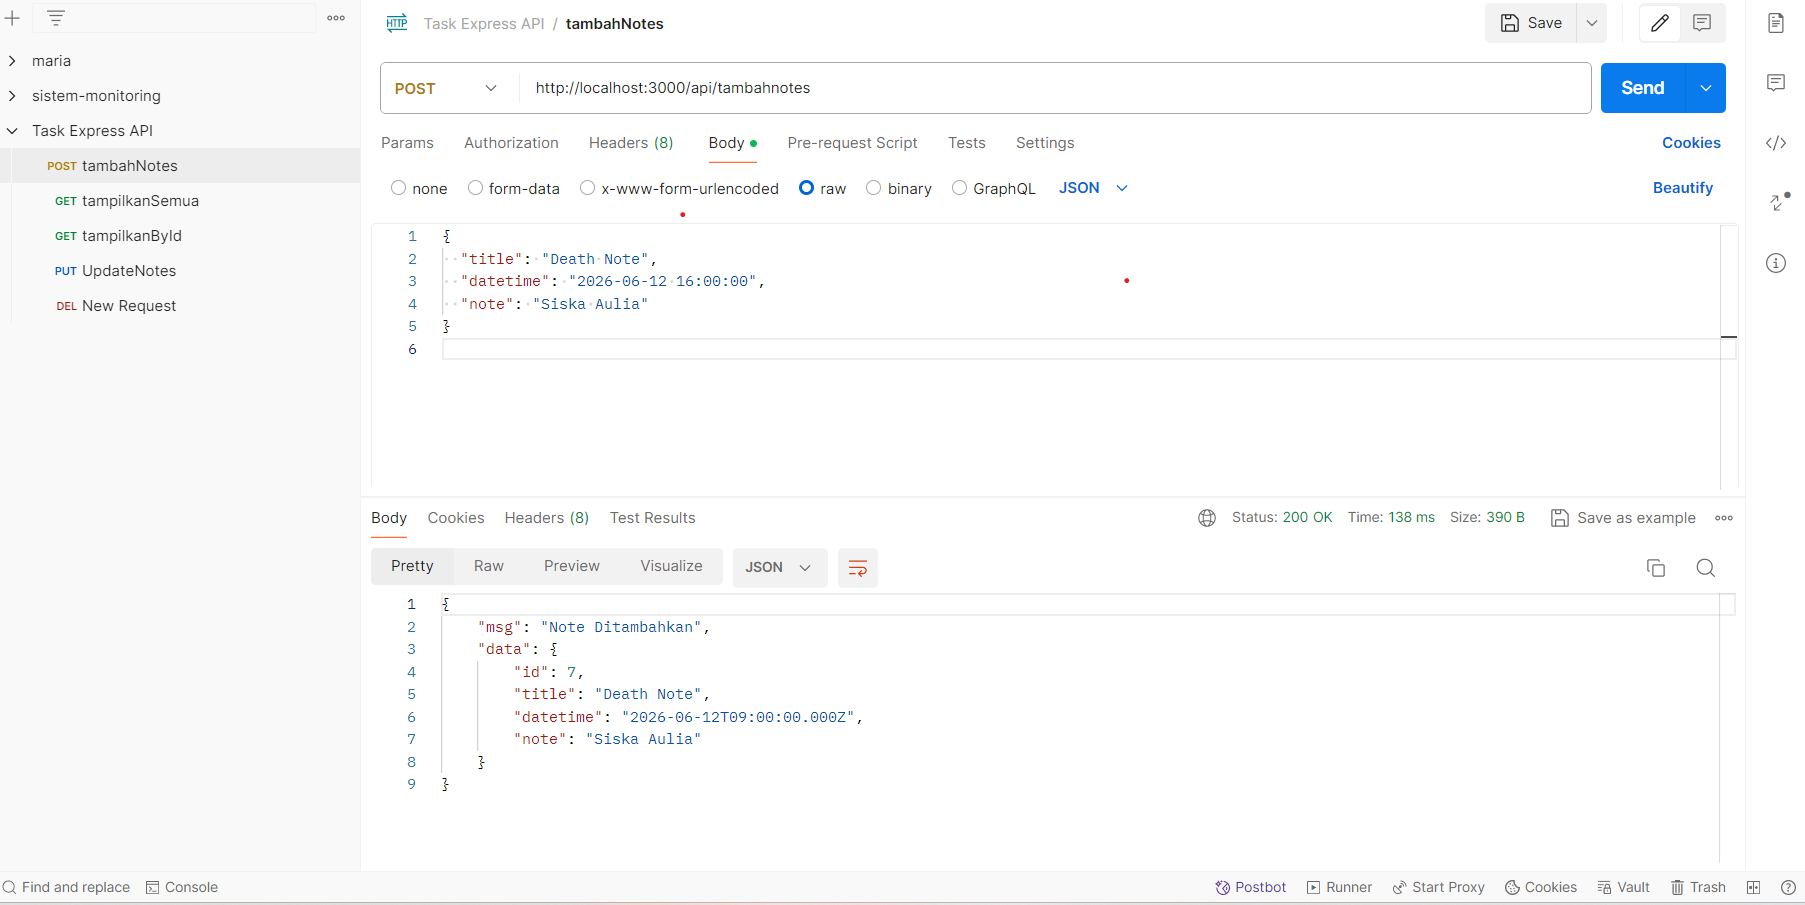 Task Express API / tambahNotes
Save
maria
sistem-monitoring
Task Express API
POST tambahNotes
GET tampilkanSemua
GET tampilkanById
PUT UpdateNotes
DEL New Request
POST
http://localhost:3000/api/tambahnotes
Send
Params Authorization Headers (8) Body Pre-request Script Tests Settings Cookies
none form-data x-www-form-urlencoded raw binary GraphQL JSON Beautify
1 {
2 "title": "Death Note",
3 "datetime": "2026-06-12 16:00:00",
4 "note": "Siska Aulia"
5 }
6
Body Cookies Headers (8) Test Results Status: 200 OK Time: 138 ms Size: 390 B Save as example
Pretty Raw Preview Visualize JSON
1 {
2 "msg": "Note Ditambahkan",
3 "data": {
4 "id": 7,
5 "title": "Death Note",
6 "datetime": "2026-06-12T09:00:00.000Z",
7 "note": "Siska Aulia"
8 }
9 }
Find and replace Console Postbot Runner Start Proxy Cookies Vault Trash